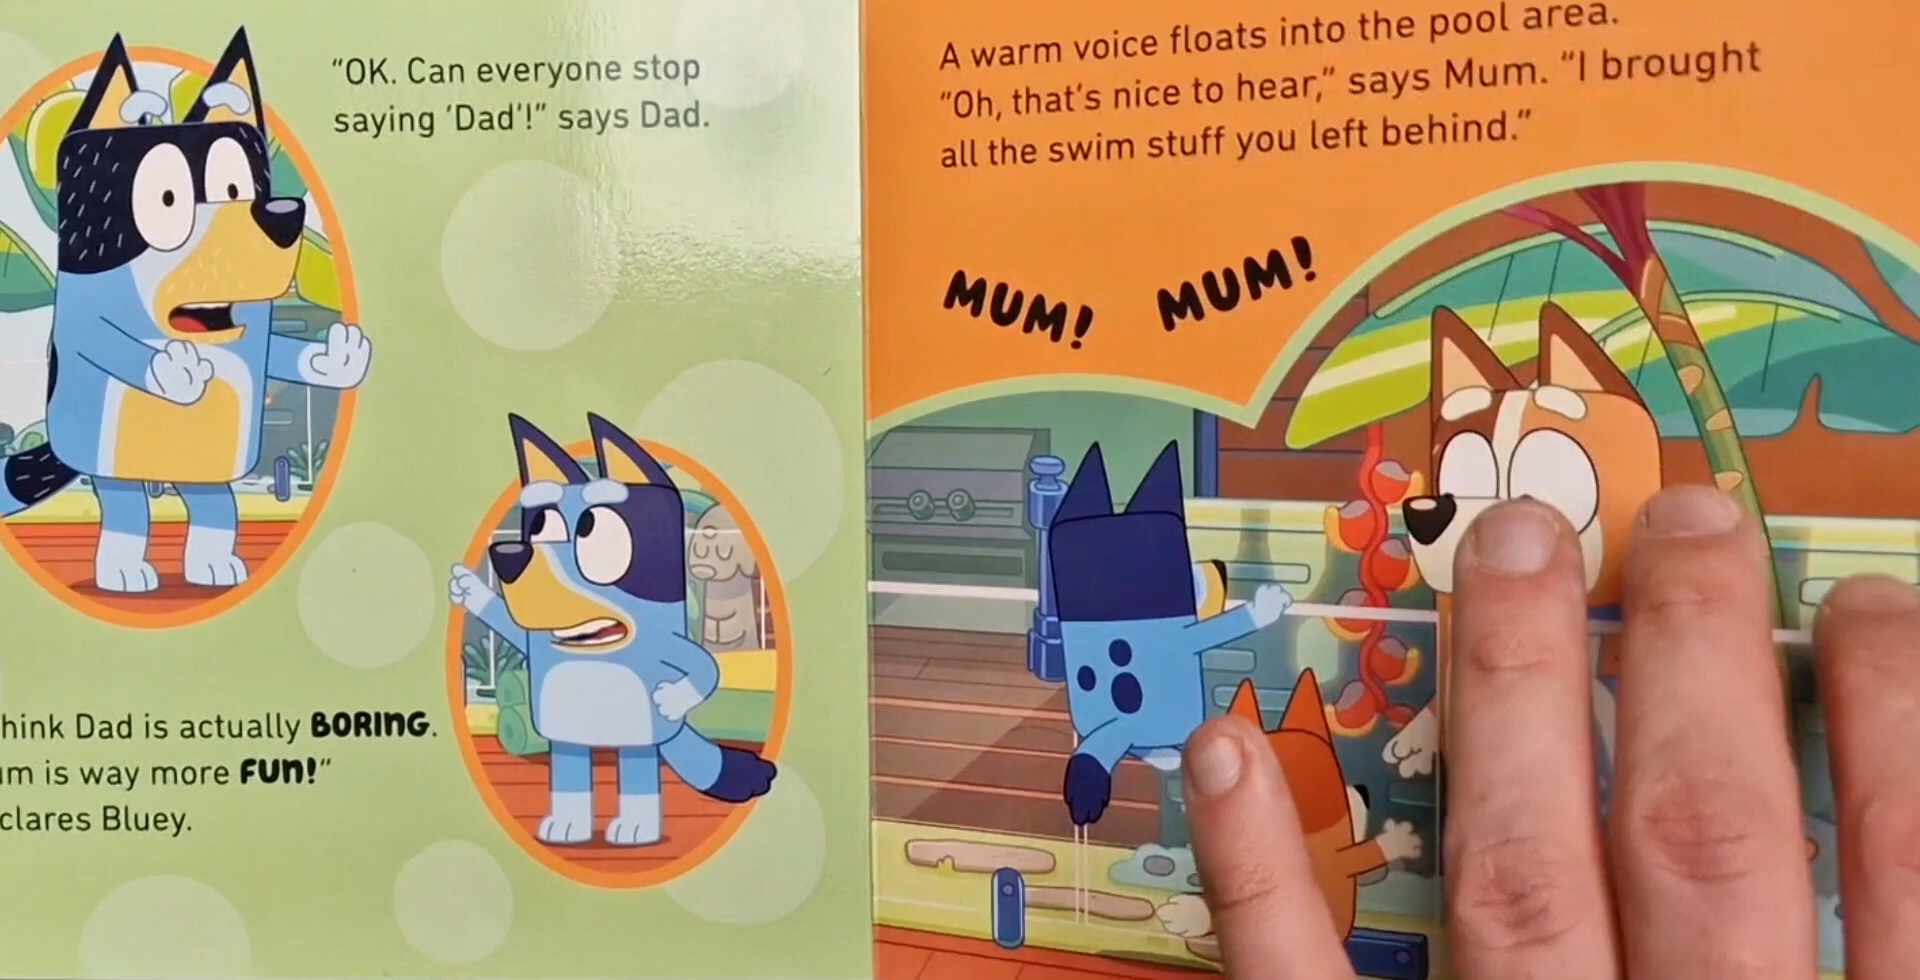 “OK. Can everyone stop
saying ‘Dad’!” says Dad.
hink Dad is actually BORING.
m is way more FUN!”
clares Bluey.
A warm voice floats into the pool area.
“Oh, that’s nice to hear,” says Mum. “I brought
all the swim stuff you left behind.”
MUM! MUM!